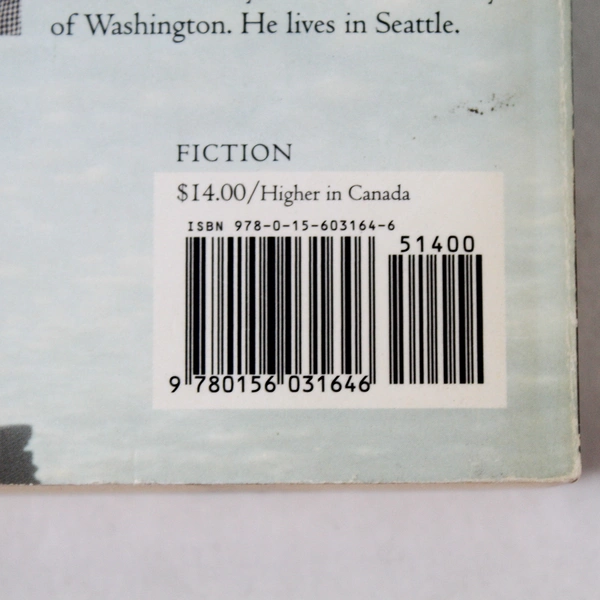 of Washington. He lives in Seattle.
FICTION
$14.00/Higher in Canada
ISBN 978-0-15-603164-6
51400
9 780156 031646